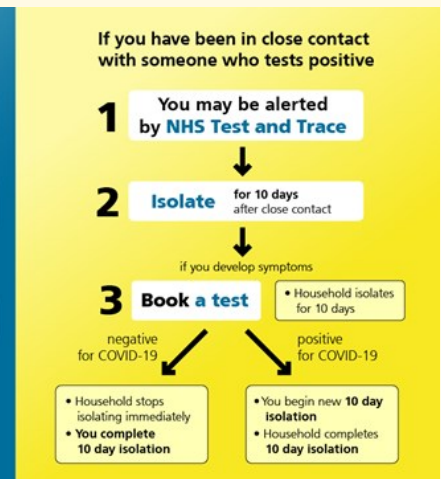 If you have been in close contact
with someone who tests positive
1
You may be alerted
by NHS Test and Trace
2
Isolate for 10 days
after close contact
if you develop symptoms
3
Book a test
• Household isolates
for 10 days
negative
for COVID-19
positive
for COVID-19
• Household stops
isolating immediately
• You complete
10 day isolation
• You begin new 10 day
isolation
• Household completes
10 day isolation